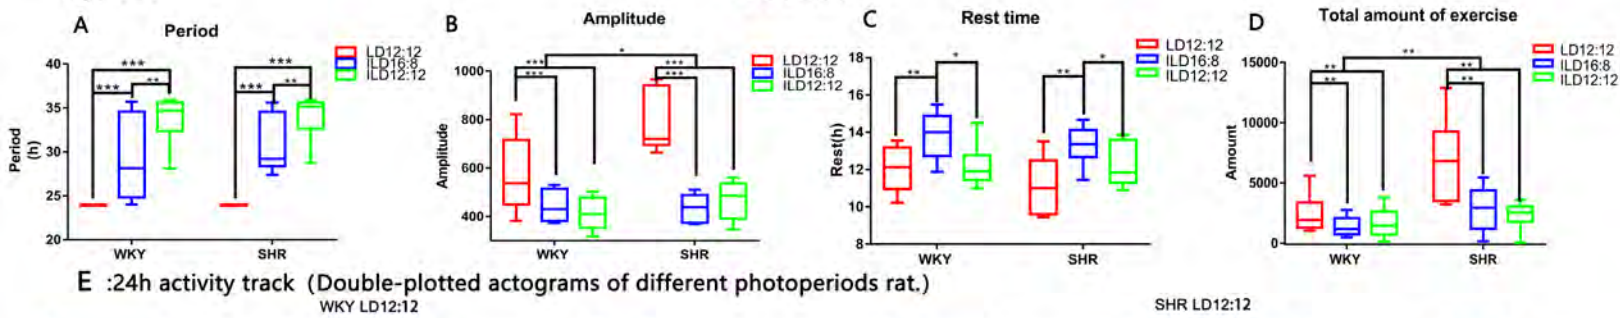 A
Period
LD12:12
ILD16:8
ILD12:12
***
***
**
***
***
**
40
35
30
25
20
Period
(h)
WKY
SHR
B
Amplitude
LD12:12
ILD16:8
ILD12:12
*
***
***
***
***
1000
800
600
400
Amplitude
WKY
SHR
C
Rest time
LD12:12
ILD16:8
ILD12:12
**
*
**
*
18
16
14
12
10
8
Rest(h)
WKY
SHR
D
Total amount of exercise
LD12:12
ILD16:8
ILD12:12
**
**
**
**
**
15000
10000
5000
0
Amount
WKY
SHR
E :24h activity track (Double-plotted actograms of different photoperiods rat.)
WKY LD12:12
SHR LD12:12